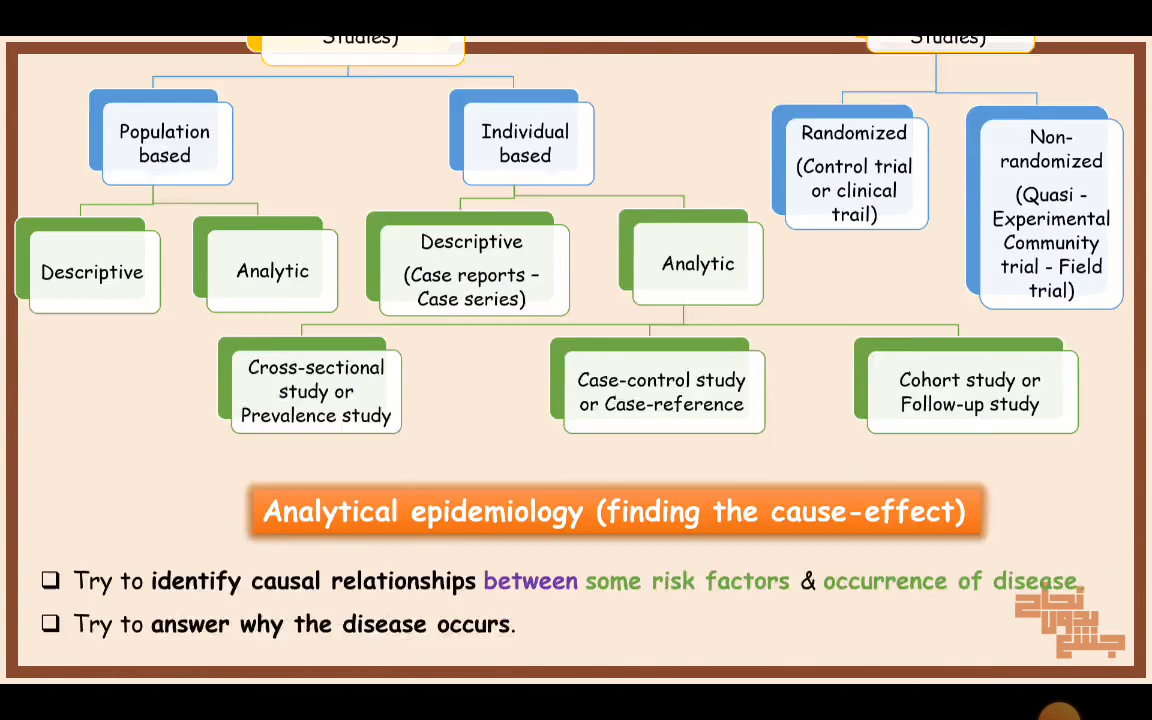 Studies)
Studies)
Population
based
Individual
based
Randomized
(Control trial
or clinical
trail)
Non-
randomized
(Quasi -
Experimental
Community
trial - Field
trial)
Descriptive
Analytic
Descriptive
(Case reports –
Case series)
Analytic
Cross-sectional
study or
Prevalence study
Case-control study
or Case-reference
Cohort study or
Follow-up study
Analytical epidemiology (finding the cause-effect)
❑ Try to identify causal relationships between some risk factors & occurrence of disease.
❑ Try to answer why the disease occurs.
نجاح
بدون
جشع